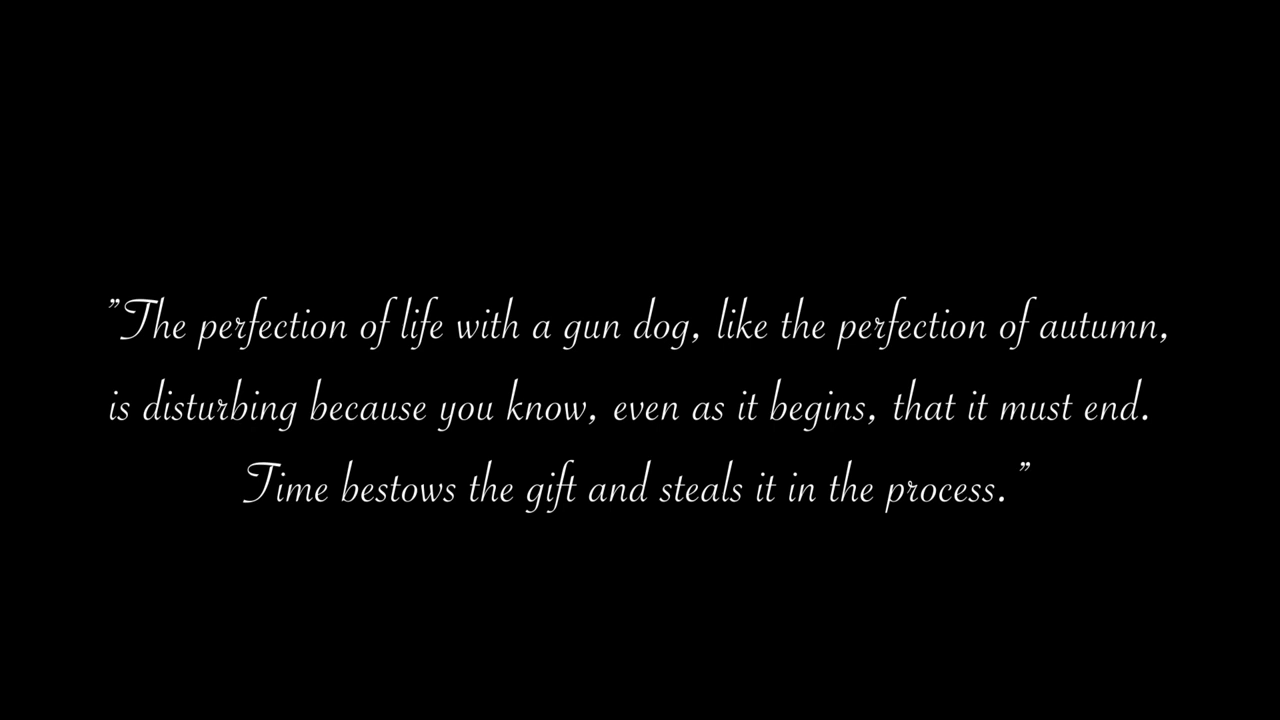 "The perfection of life with a gun dog, like the perfection of autumn,
is disturbing because you know, even as it begins, that it must end.
Time bestows the gift and steals it in the process."